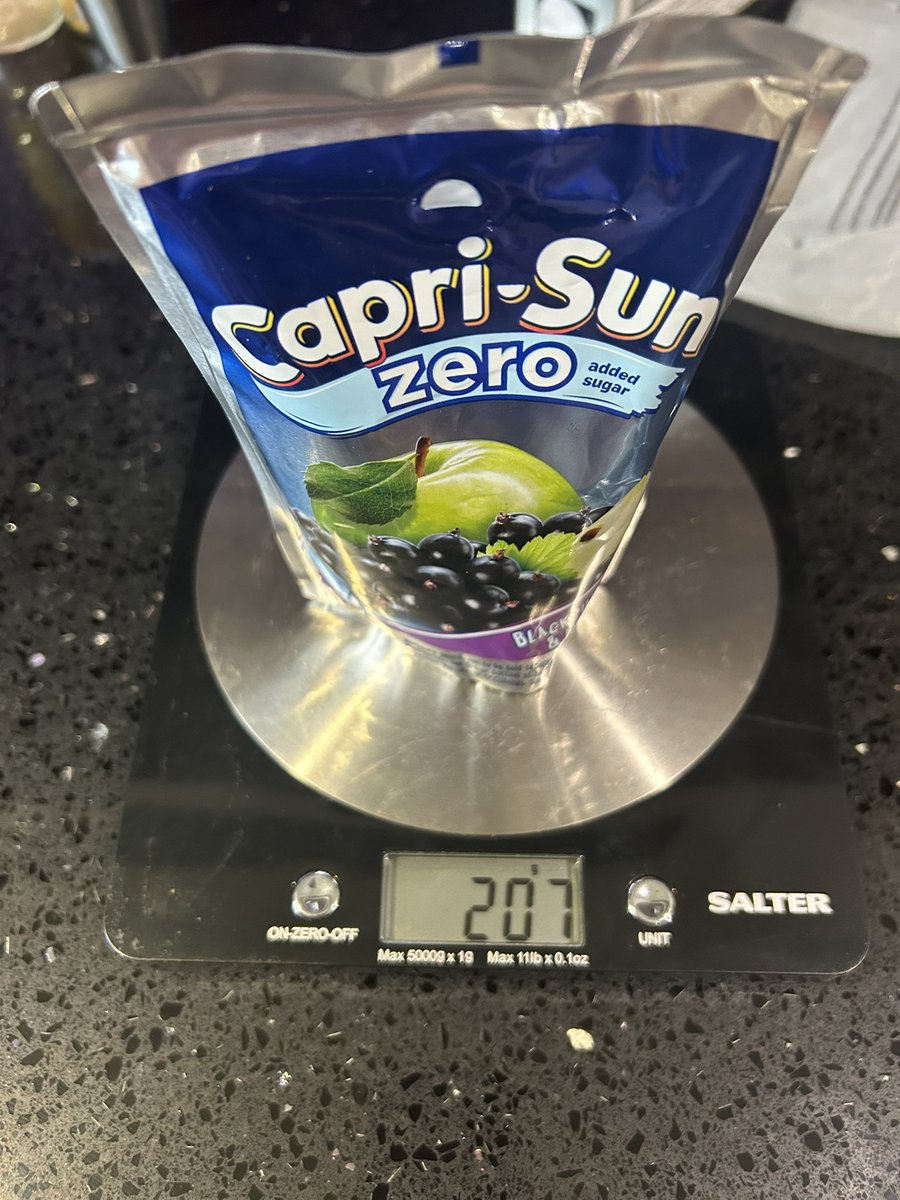 Capri-Sun
zero
added
sugar
&
g
207
ON-ZERO-OFF
UNIT
SALTER
Max 5000g x 1g Max 11lb x 0.1oz